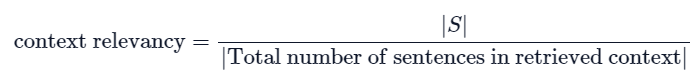 context relevancy = |S| / |Total number of sentences in retrieved context|